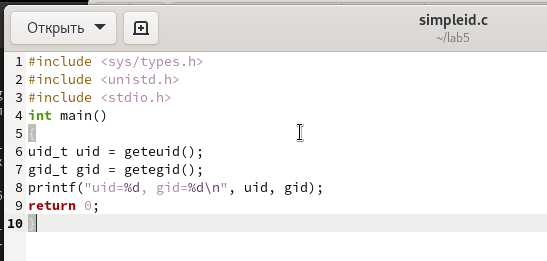 Открыть
simpleid.c
~/lab5
1 #include <sys/types.h>
2 #include <unistd.h>
3 #include <stdio.h>
4 int main()
5 {
6 uid_t uid = geteuid();
7 gid_t gid = getegid();
8 printf("uid=%d, gid=%d\n", uid, gid);
9 return 0;
10 }